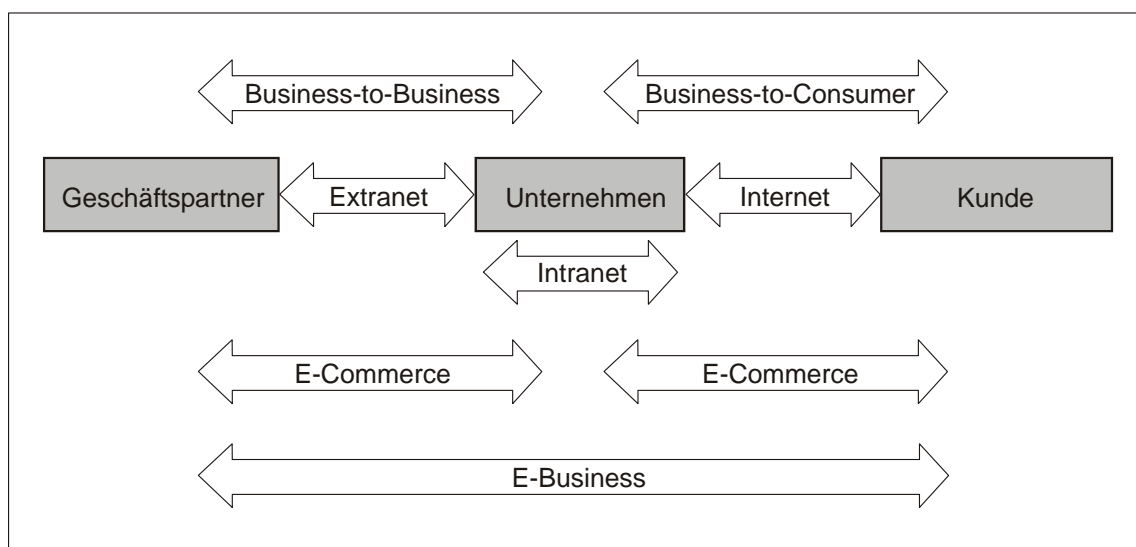 Business-to-Business
Business-to-Consumer
Geschäftspartner
Extranet
Unternehmen
Internet
Kunde
Intranet
E-Commerce
E-Commerce
E-Business